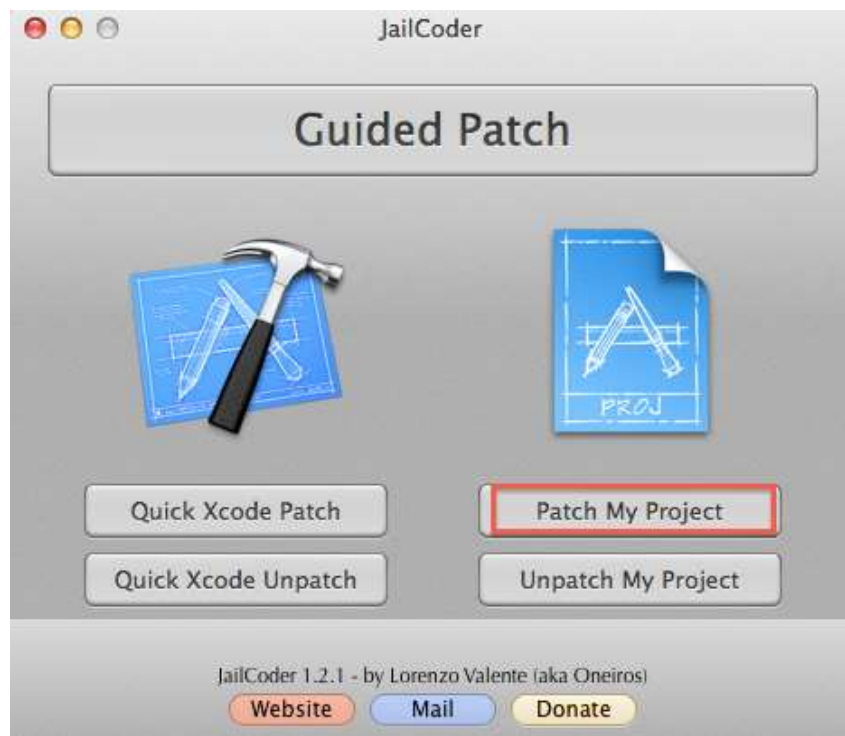 JailCoder
Guided Patch
PROJ
Quick Xcode Patch
Patch My Project
Quick Xcode Unpatch
Unpatch My Project
JailCoder 1.2.1 - by Lorenzo Valente (aka Oneiros)
Website
Mail
Donate